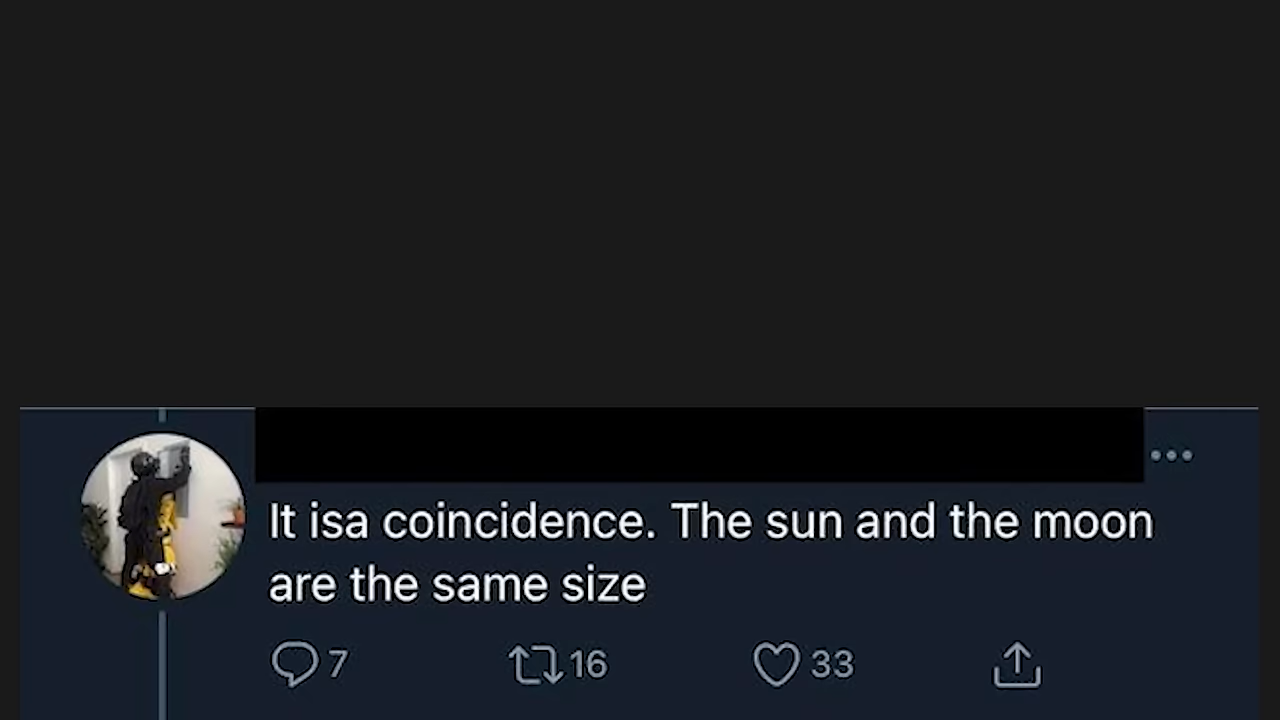 It isa coincidence. The sun and the moon
are the same size
7 16 33